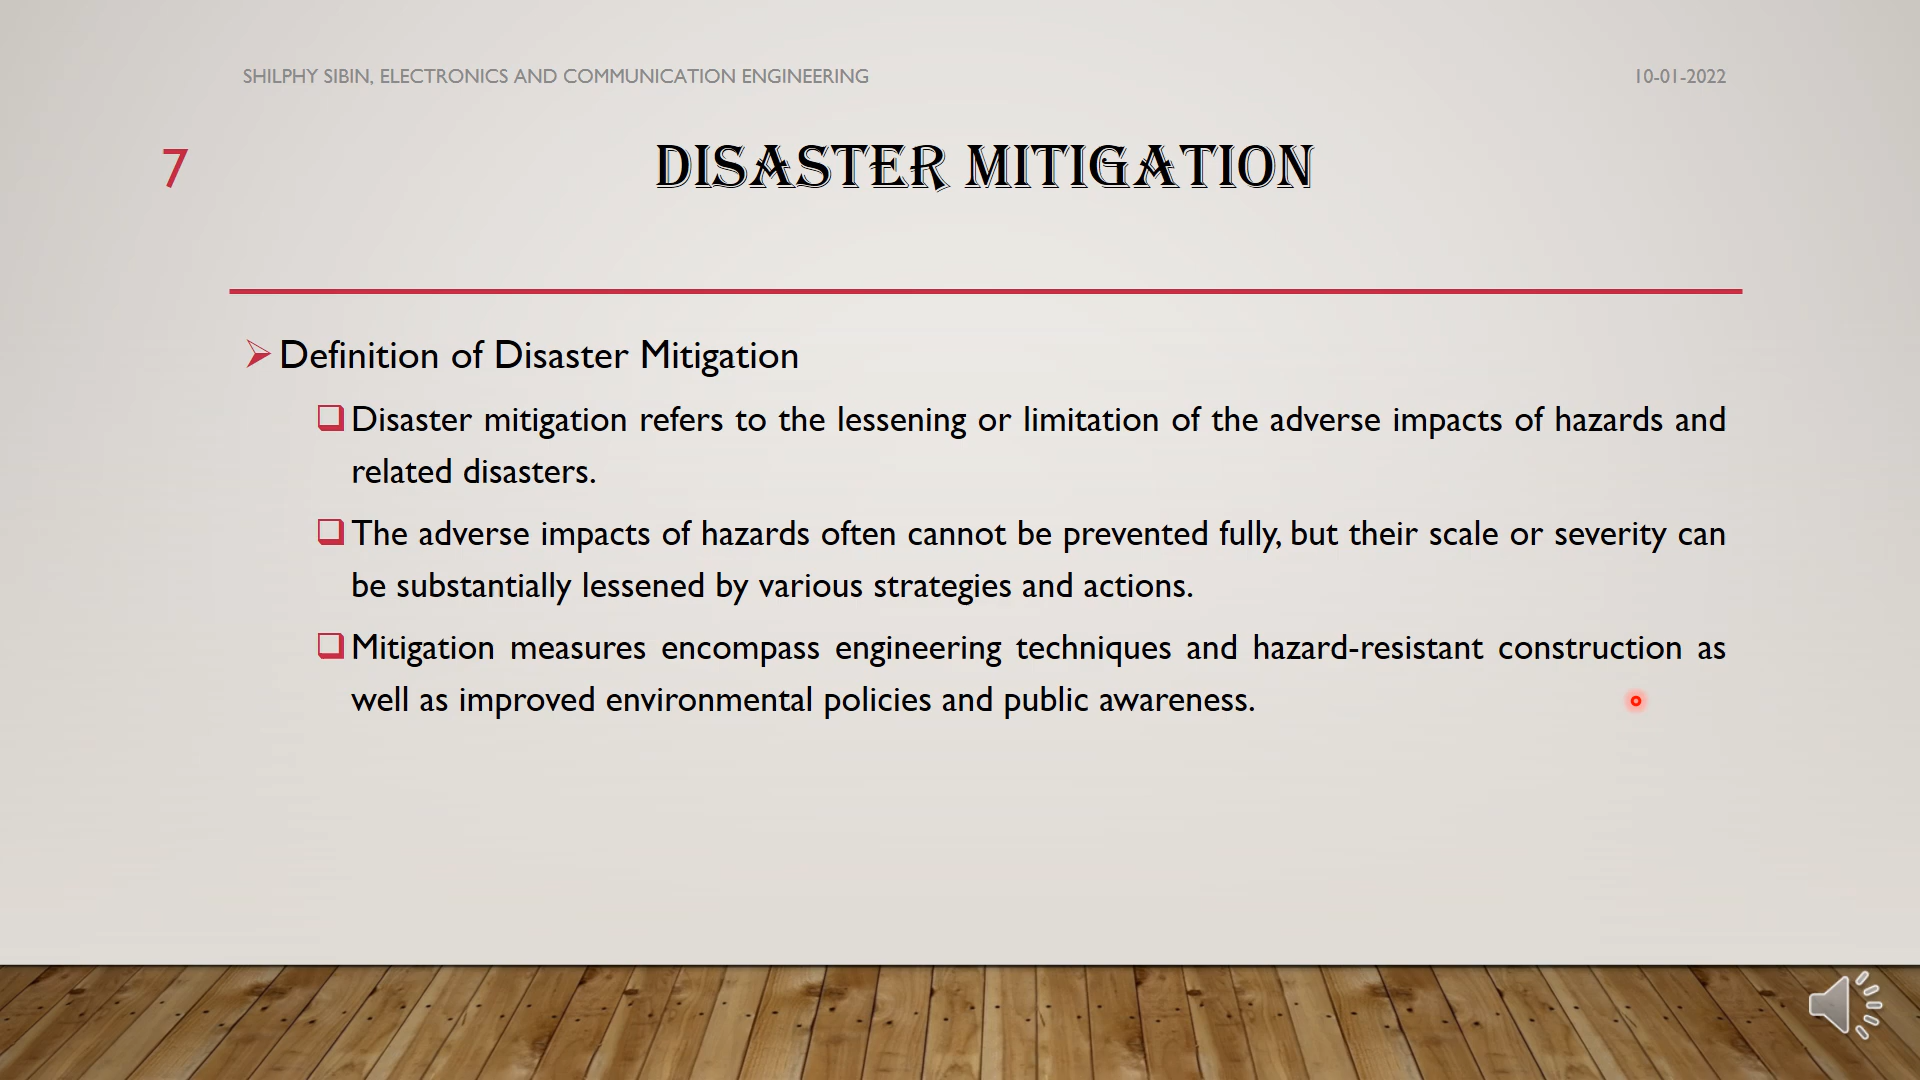 SHILPHY SIBIN, ELECTRONICS AND COMMUNICATION ENGINEERING
10-01-2022
7
DISASTER MITIGATION
Definition of Disaster Mitigation
Disaster mitigation refers to the lessening or limitation of the adverse impacts of hazards and
related disasters.
The adverse impacts of hazards often cannot be prevented fully, but their scale or severity can
be substantially lessened by various strategies and actions.
Mitigation measures encompass engineering techniques and hazard-resistant construction as
well as improved environmental policies and public awareness.